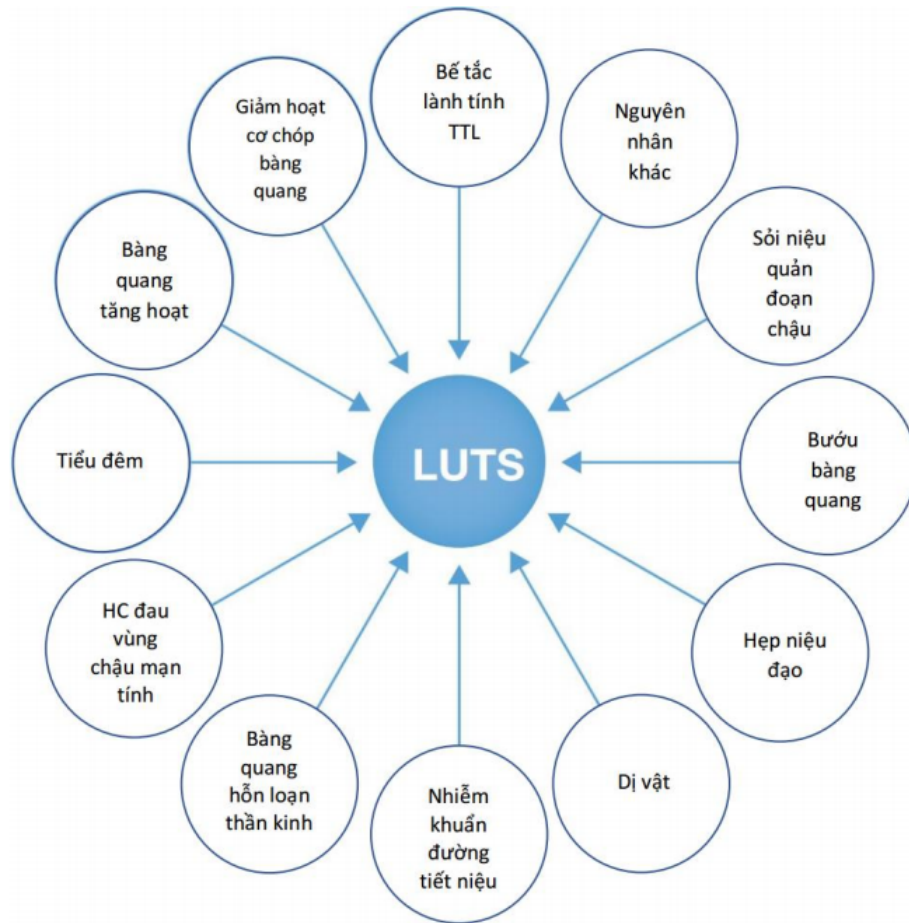 Bế tắc
lành tính
TTL
Nguyên
nhân
khác
Sỏi niệu
quản
đoạn
chậu
Bướu
bàng
quang
Hẹp niệu
đạo
Dị vật
Nhiễm
khuẩn
đường
tiết niệu
Bàng
quang
hỗn loạn
thần kinh
HC đau
vùng
chậu mạn
tính
Tiểu đêm
Bàng
quang
tăng hoạt
Giảm hoạt
cơ chóp
bàng
quang
LUTS